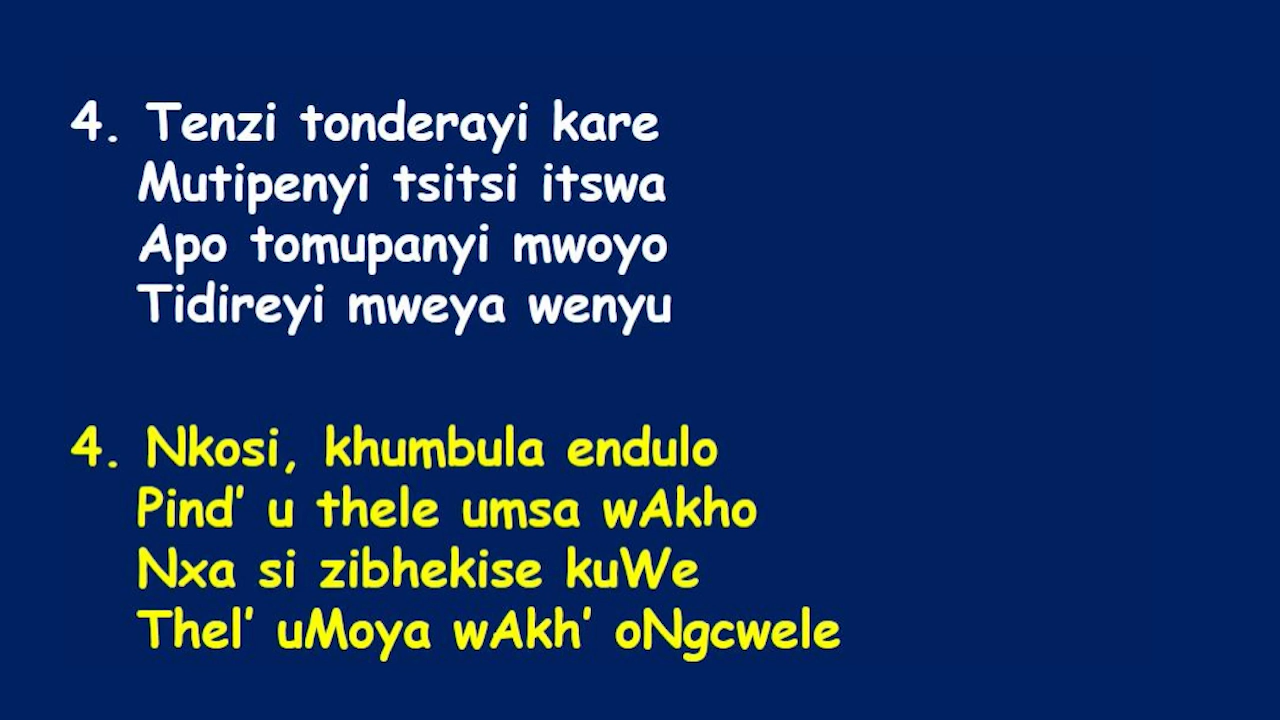 4. Tenzi tonderayi kare
Mutipenyi tsitsi itswa
Apo tomupanyi mwoyo
Tidireyi mweya wenyu
4. Nkosi, khumbula endulo
Pind’ u thele umsa wAkho
Nxa si zibhekise kuWe
Thel’ uMoya wAkh’ oNgcwele